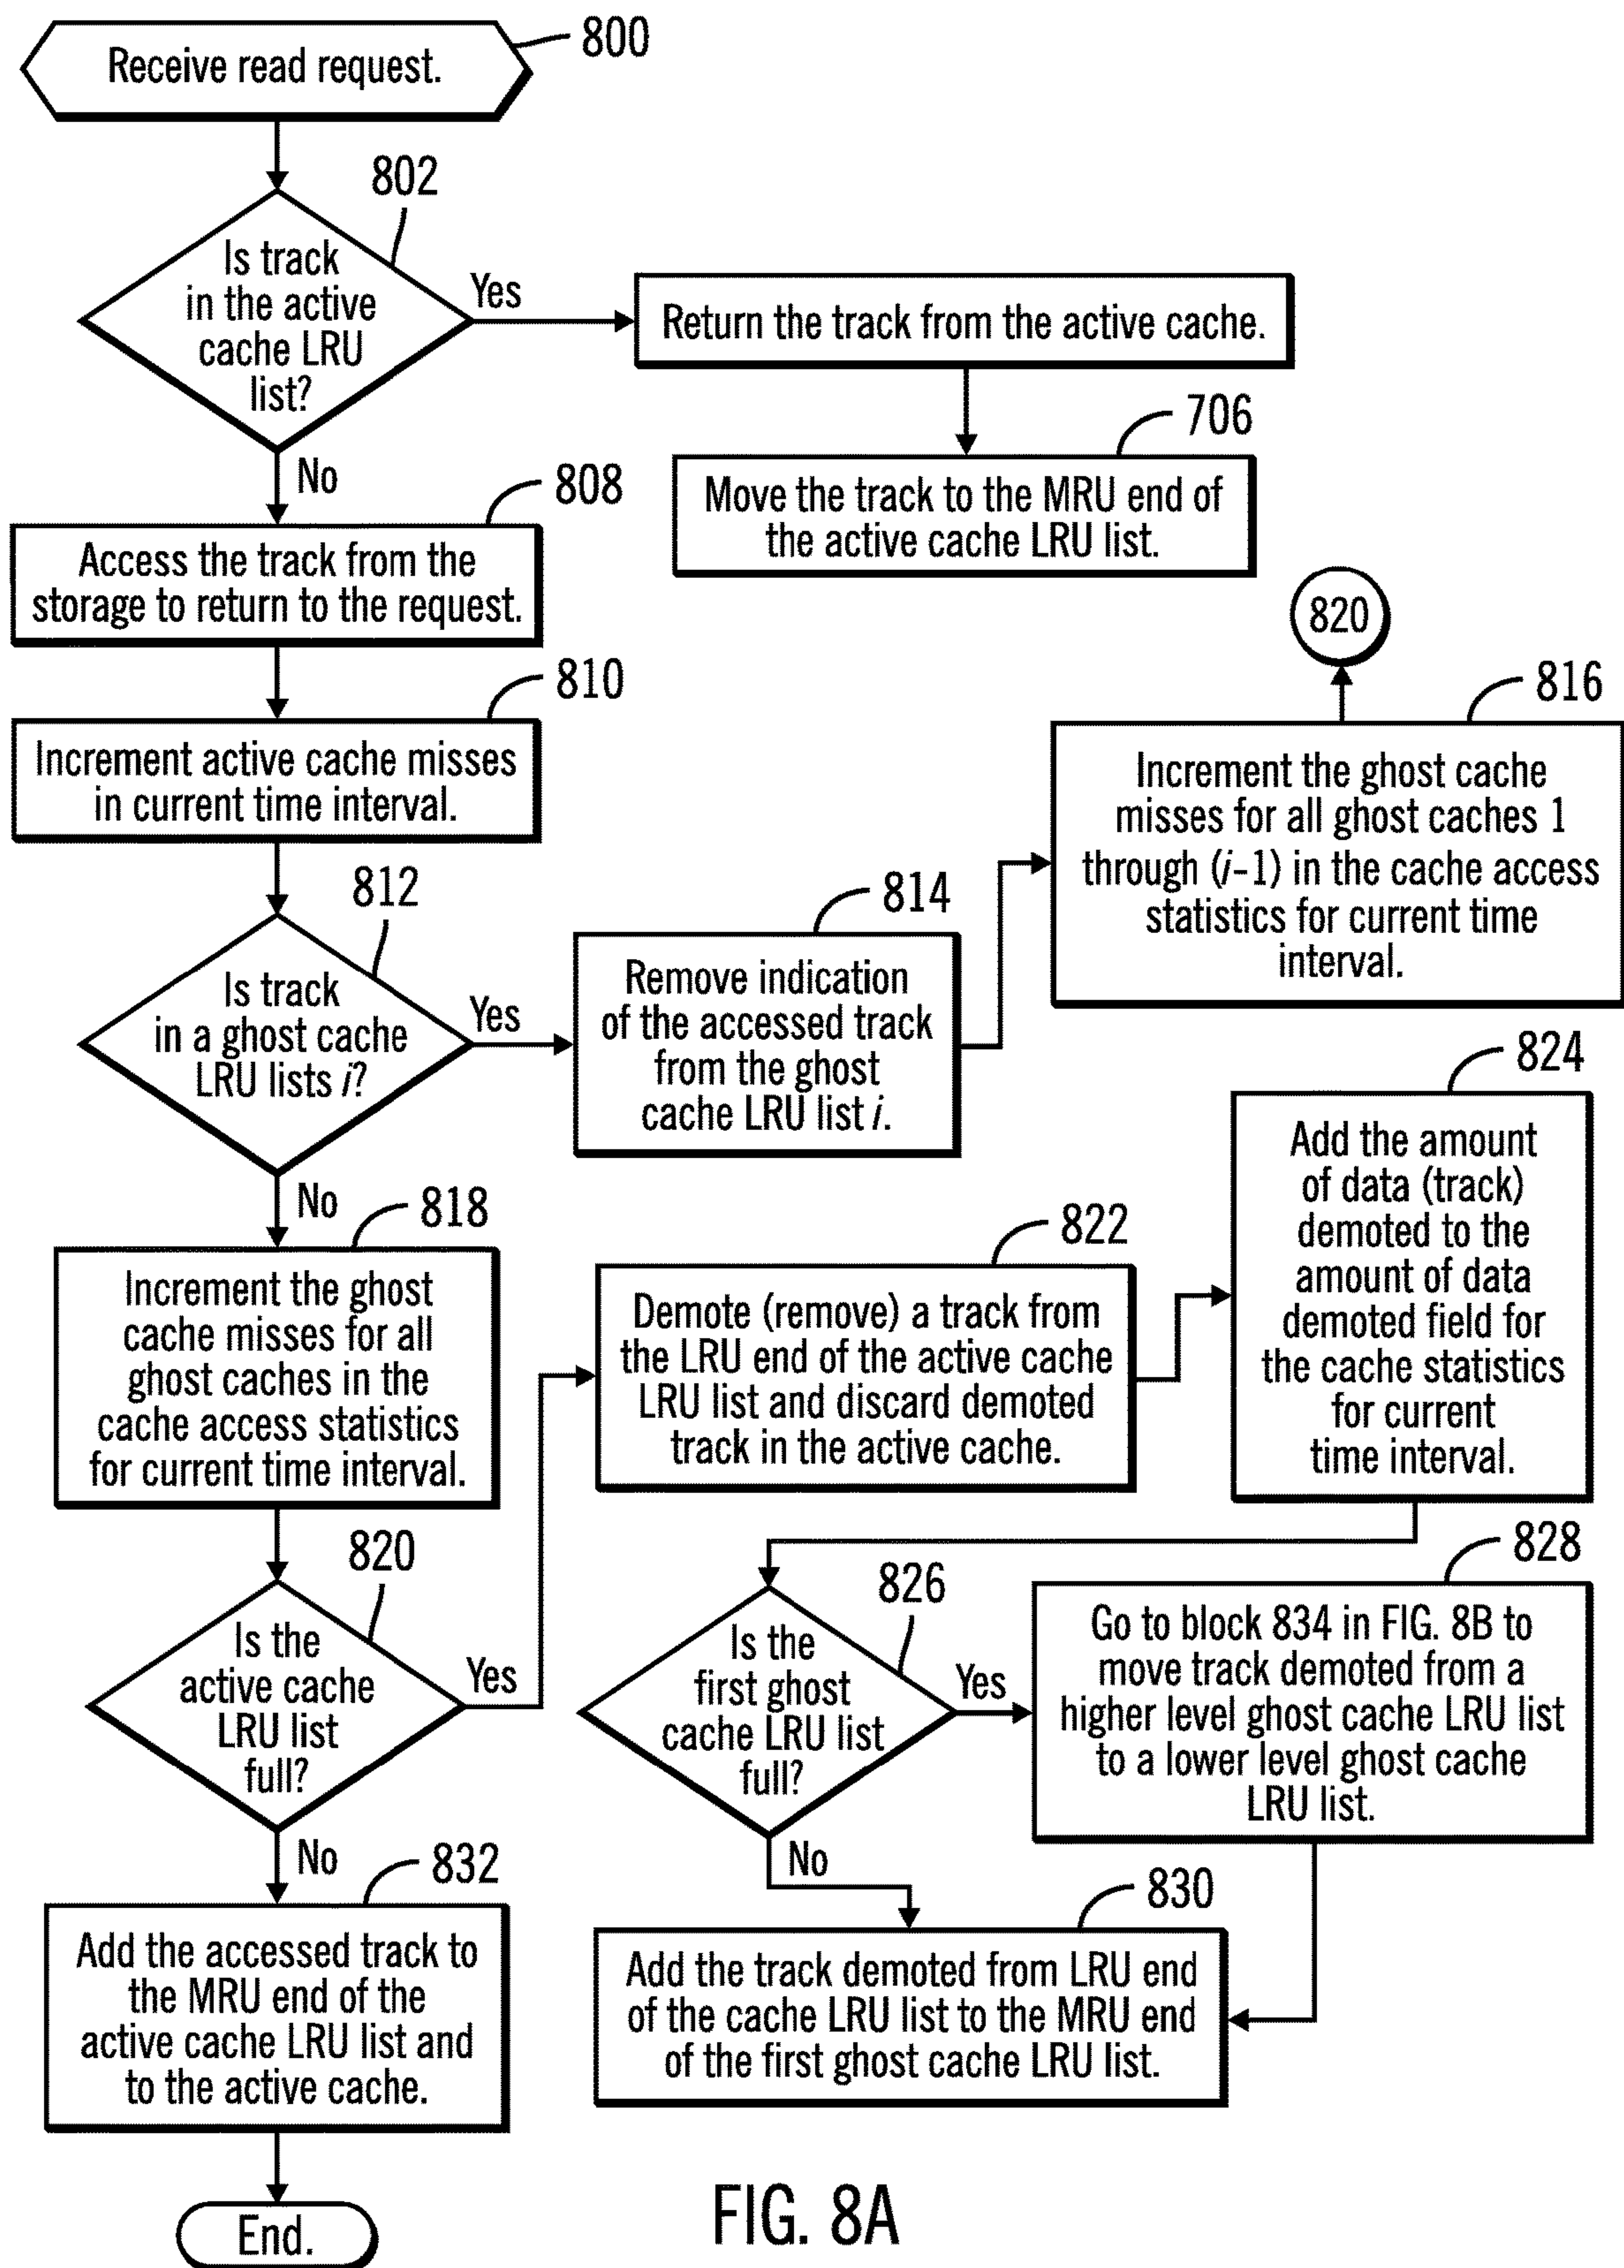 Receive read request.
800
802
Is track
in the active
cache LRU
list?
Yes
Return the track from the active cache.
No
706
Move the track to the MRU end of
the active cache LRU list.
808
Access the track from the
storage to return to the request.
820
810
Increment active cache misses
in current time interval.
816
Increment the ghost cache
misses for all ghost caches 1
through (i-1) in the cache access
statistics for current time
interval.
812
Is track
in a ghost cache
LRU lists i?
Yes
814
Remove indication
of the accessed track
from the ghost
cache LRU list i.
No
818
Increment the ghost
cache misses for all
ghost caches in the
cache access statistics
for current time interval.
822
Demote (remove) a track from
the LRU end of the active cache
LRU list and discard demoted
track in the active cache.
824
Add the amount
of data (track)
demoted to the
amount of data
demoted field for
the cache statistics
for current
time interval.
820
Is the
active cache
LRU list
full?
Yes
826
Is the
first ghost
cache LRU list
full?
Yes
828
Go to block 834 in FIG. 8B to
move track demoted from a
higher level ghost cache LRU list
to a lower level ghost cache
LRU list.
No
No
832
Add the accessed track to
the MRU end of the
active cache LRU list and
to the active cache.
830
Add the track demoted from LRU end
of the cache LRU list to the MRU end
of the first ghost cache LRU list.
End.
FIG. 8A